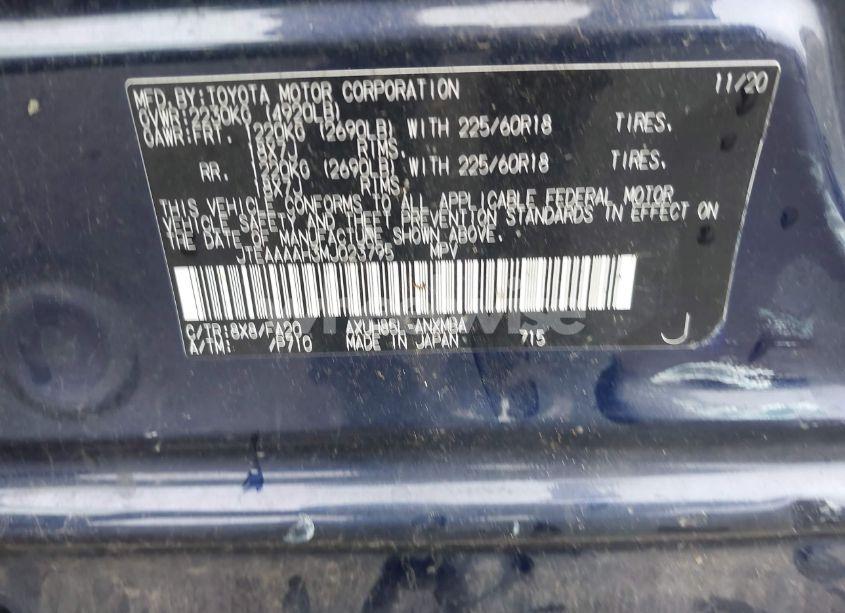 MFD. BY:TOYOTA MOTOR CORPORATION 11/20
GVWR:2230KG (4920LB)
GAWR:FRT. 1220KG (2690LB) WITH 225/60R18 TIRES.
18X7J RIMS.
RR. 1220KG (2690LB) WITH 225/60R18 TIRES.
18X7J RIMS.
THIS VEHICLE CONFORMS TO ALL APPLICABLE FEDERAL MOTOR
VEHICLE SAFETY AND THEFT PREVENTION STANDARDS IN EFFECT ON
THE DATE OF MANUFACTURE SHOWN ABOVE.
JTEAAAAH3MJ023795 MPV
C/TR:8X8/FA20 AXUH85L-ANXMBA
A/TM: /P710 MADE IN JAPAN 715
J